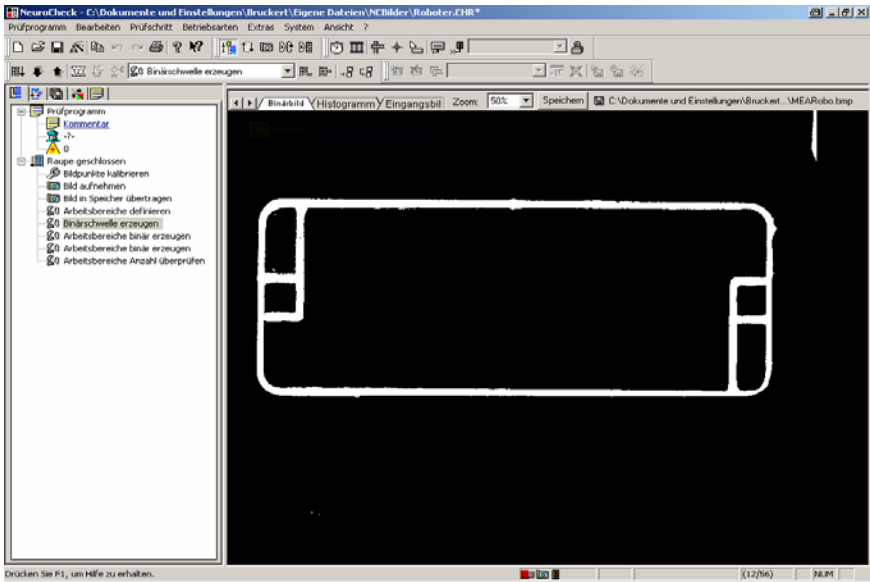 NeuroCheck - C:\Dokumente und Einstellungen\Bruckert\Eigene Dateien\NCBilder\Roboter.CHR*
Prüfprogramm Bearbeiten Prüfschritt Betriebsarten Extras System Ansicht ?
Binärschwelle erzeugen
Binärbild Histogramm Eingangsbil Zoom: 50% Speichern C:\Dokumente und Einstellungen\Bruckert...\MEARobo.bmp
Prüfprogramm
Kommentar
-?-
0
Raupe geschlossen
Bildpunkte kalibrieren
Bild aufnehmen
Bild in Speicher übertragen
Arbeitsbereiche definieren
Binärschwelle erzeugen
Arbeitsbereiche binär erzeugen
Arbeitsbereiche binär erzeugen
Arbeitsbereiche Anzahl überprüfen
Drücken Sie F1, um Hilfe zu erhalten. (12/56) NUM